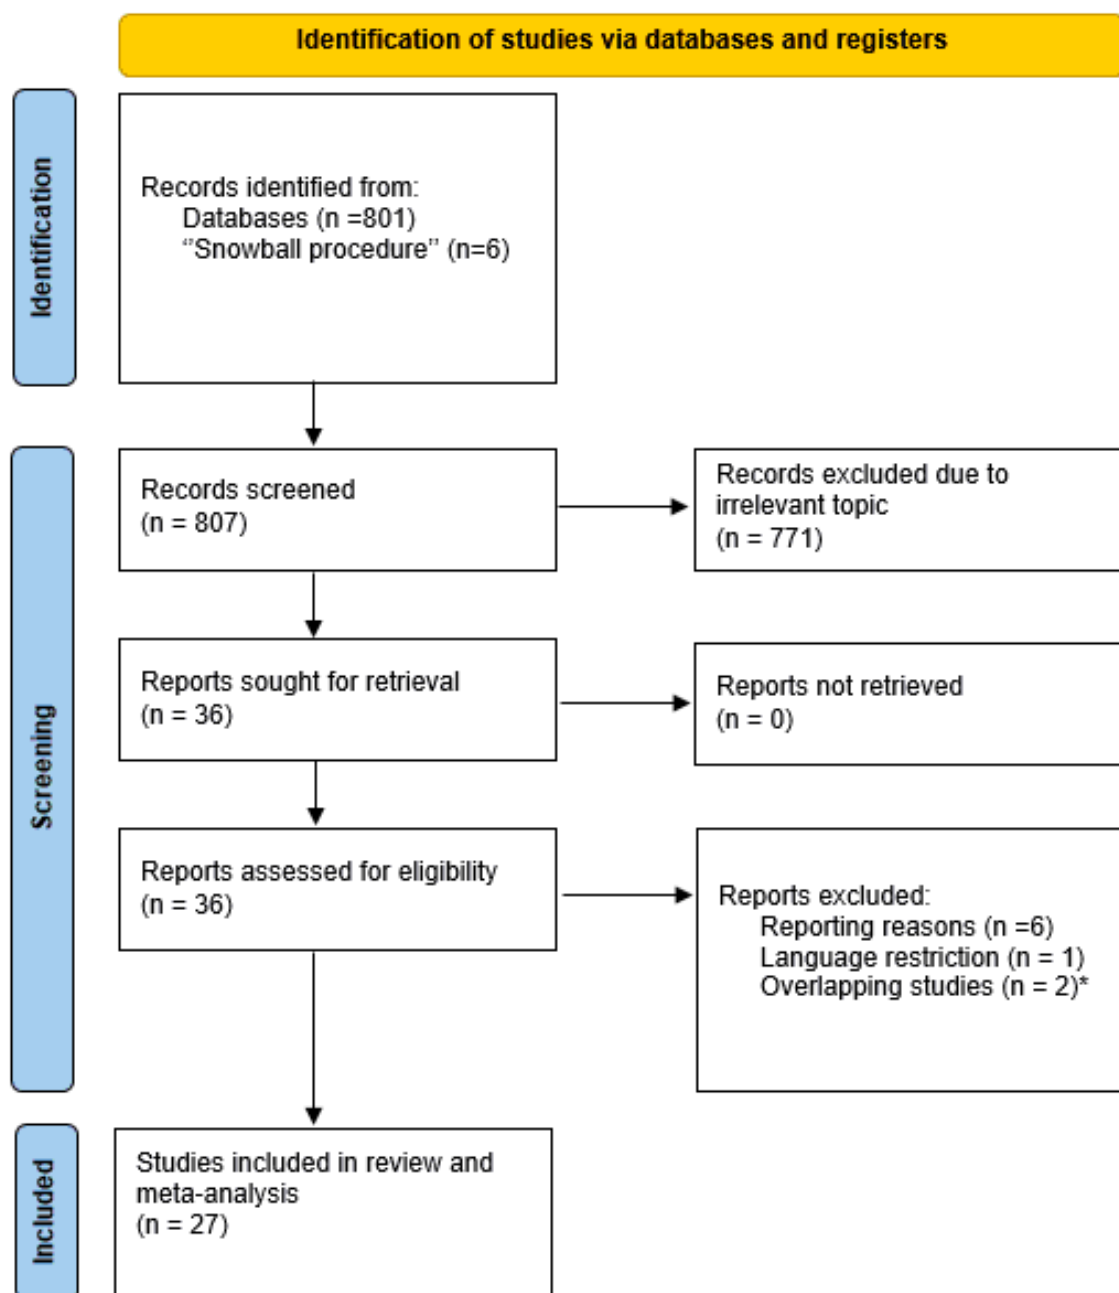 Identification of studies via databases and registers
Identification
Records identified from:
Databases (n =801)
‘’Snowball procedure’’ (n=6)
Screening
Records screened
(n = 807)
Records excluded due to
irrelevant topic
(n = 771)
Reports sought for retrieval
(n = 36)
Reports not retrieved
(n = 0)
Reports assessed for eligibility
(n = 36)
Reports excluded:
Reporting reasons (n =6)
Language restriction (n = 1)
Overlapping studies (n = 2)*
Included
Studies included in review and
meta-analysis
(n = 27)